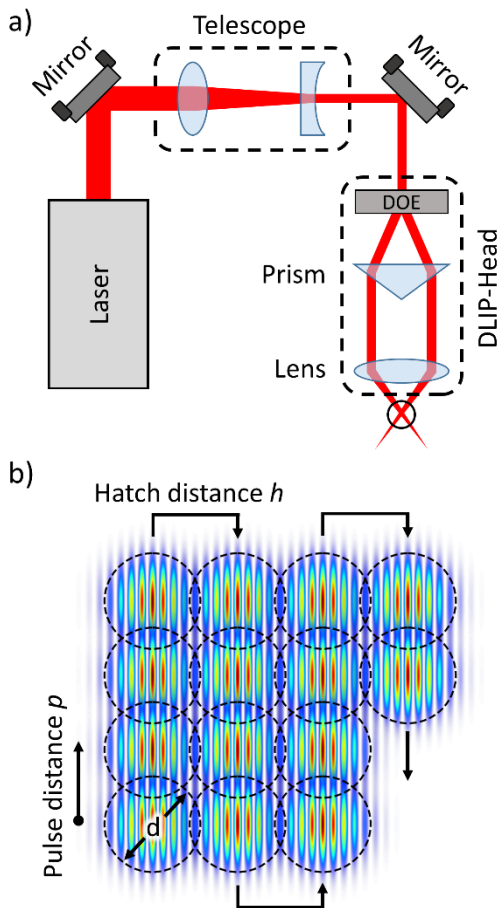 a)
Telescope
Mirror
Mirror
Laser
DOE
Prism
DLIP-Head
Lens
b)
Hatch distance h
Pulse distance p
d